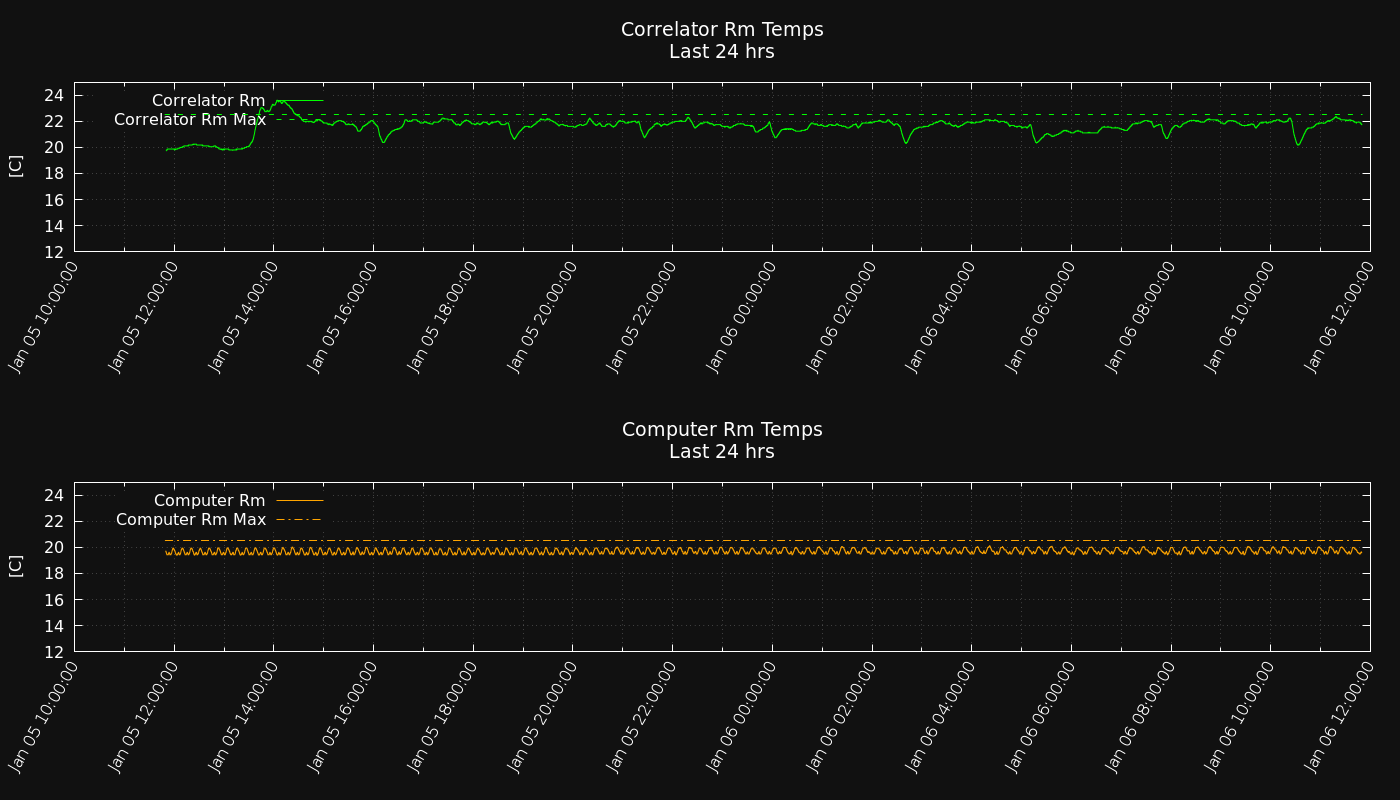 Correlator Rm Temps
Last 24 hrs
Correlator Rm
Correlator Rm Max
[C]
24
22
20
18
16
14
12
Jan 05 10:00:00
Jan 05 12:00:00
Jan 05 14:00:00
Jan 05 16:00:00
Jan 05 18:00:00
Jan 05 20:00:00
Jan 05 22:00:00
Jan 06 00:00:00
Jan 06 02:00:00
Jan 06 04:00:00
Jan 06 06:00:00
Jan 06 08:00:00
Jan 06 10:00:00
Jan 06 12:00:00
Computer Rm Temps
Last 24 hrs
Computer Rm
Computer Rm Max
[C]
24
22
20
18
16
14
12
Jan 05 10:00:00
Jan 05 12:00:00
Jan 05 14:00:00
Jan 05 16:00:00
Jan 05 18:00:00
Jan 05 20:00:00
Jan 05 22:00:00
Jan 06 00:00:00
Jan 06 02:00:00
Jan 06 04:00:00
Jan 06 06:00:00
Jan 06 08:00:00
Jan 06 10:00:00
Jan 06 12:00:00